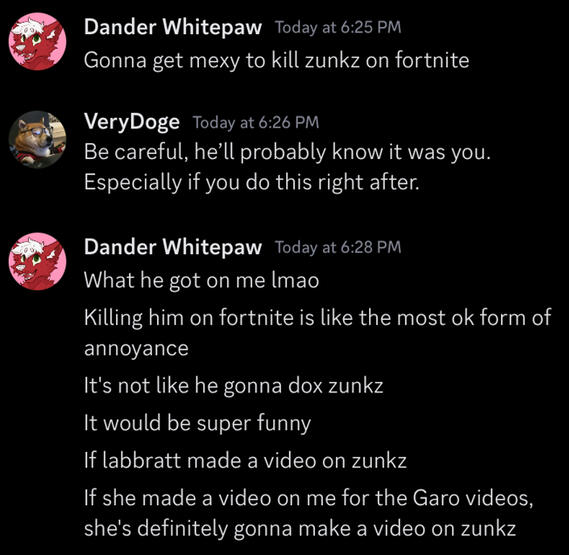 Dander Whitepaw Today at 6:25 PM
Gonna get mexy to kill zunkz on fortnite
VeryDoge Today at 6:26 PM
Be careful, he’ll probably know it was you.
Especially if you do this right after.
Dander Whitepaw Today at 6:28 PM
What he got on me lmao
Killing him on fortnite is like the most ok form of
annoyance
It's not like he gonna dox zunkz
It would be super funny
If labbratt made a video on zunkz
If she made a video on me for the Garo videos,
she's definitely gonna make a video on zunkz